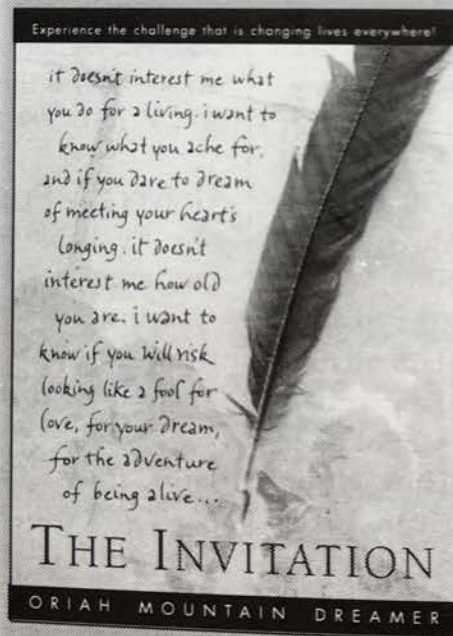 Experience the challenge that is changing lives everywhere!
it doesn't interest me what
you do for a living. i want to
know what you ache for,
and if you dare to dream
of meeting your heart's
longing. it doesn't
interest me how old
you are. i want to
know if you will risk
looking like a fool for
love, for your dream,
for the adventure
of being alive...
THE INVITATION
ORIAH MOUNTAIN DREAMER